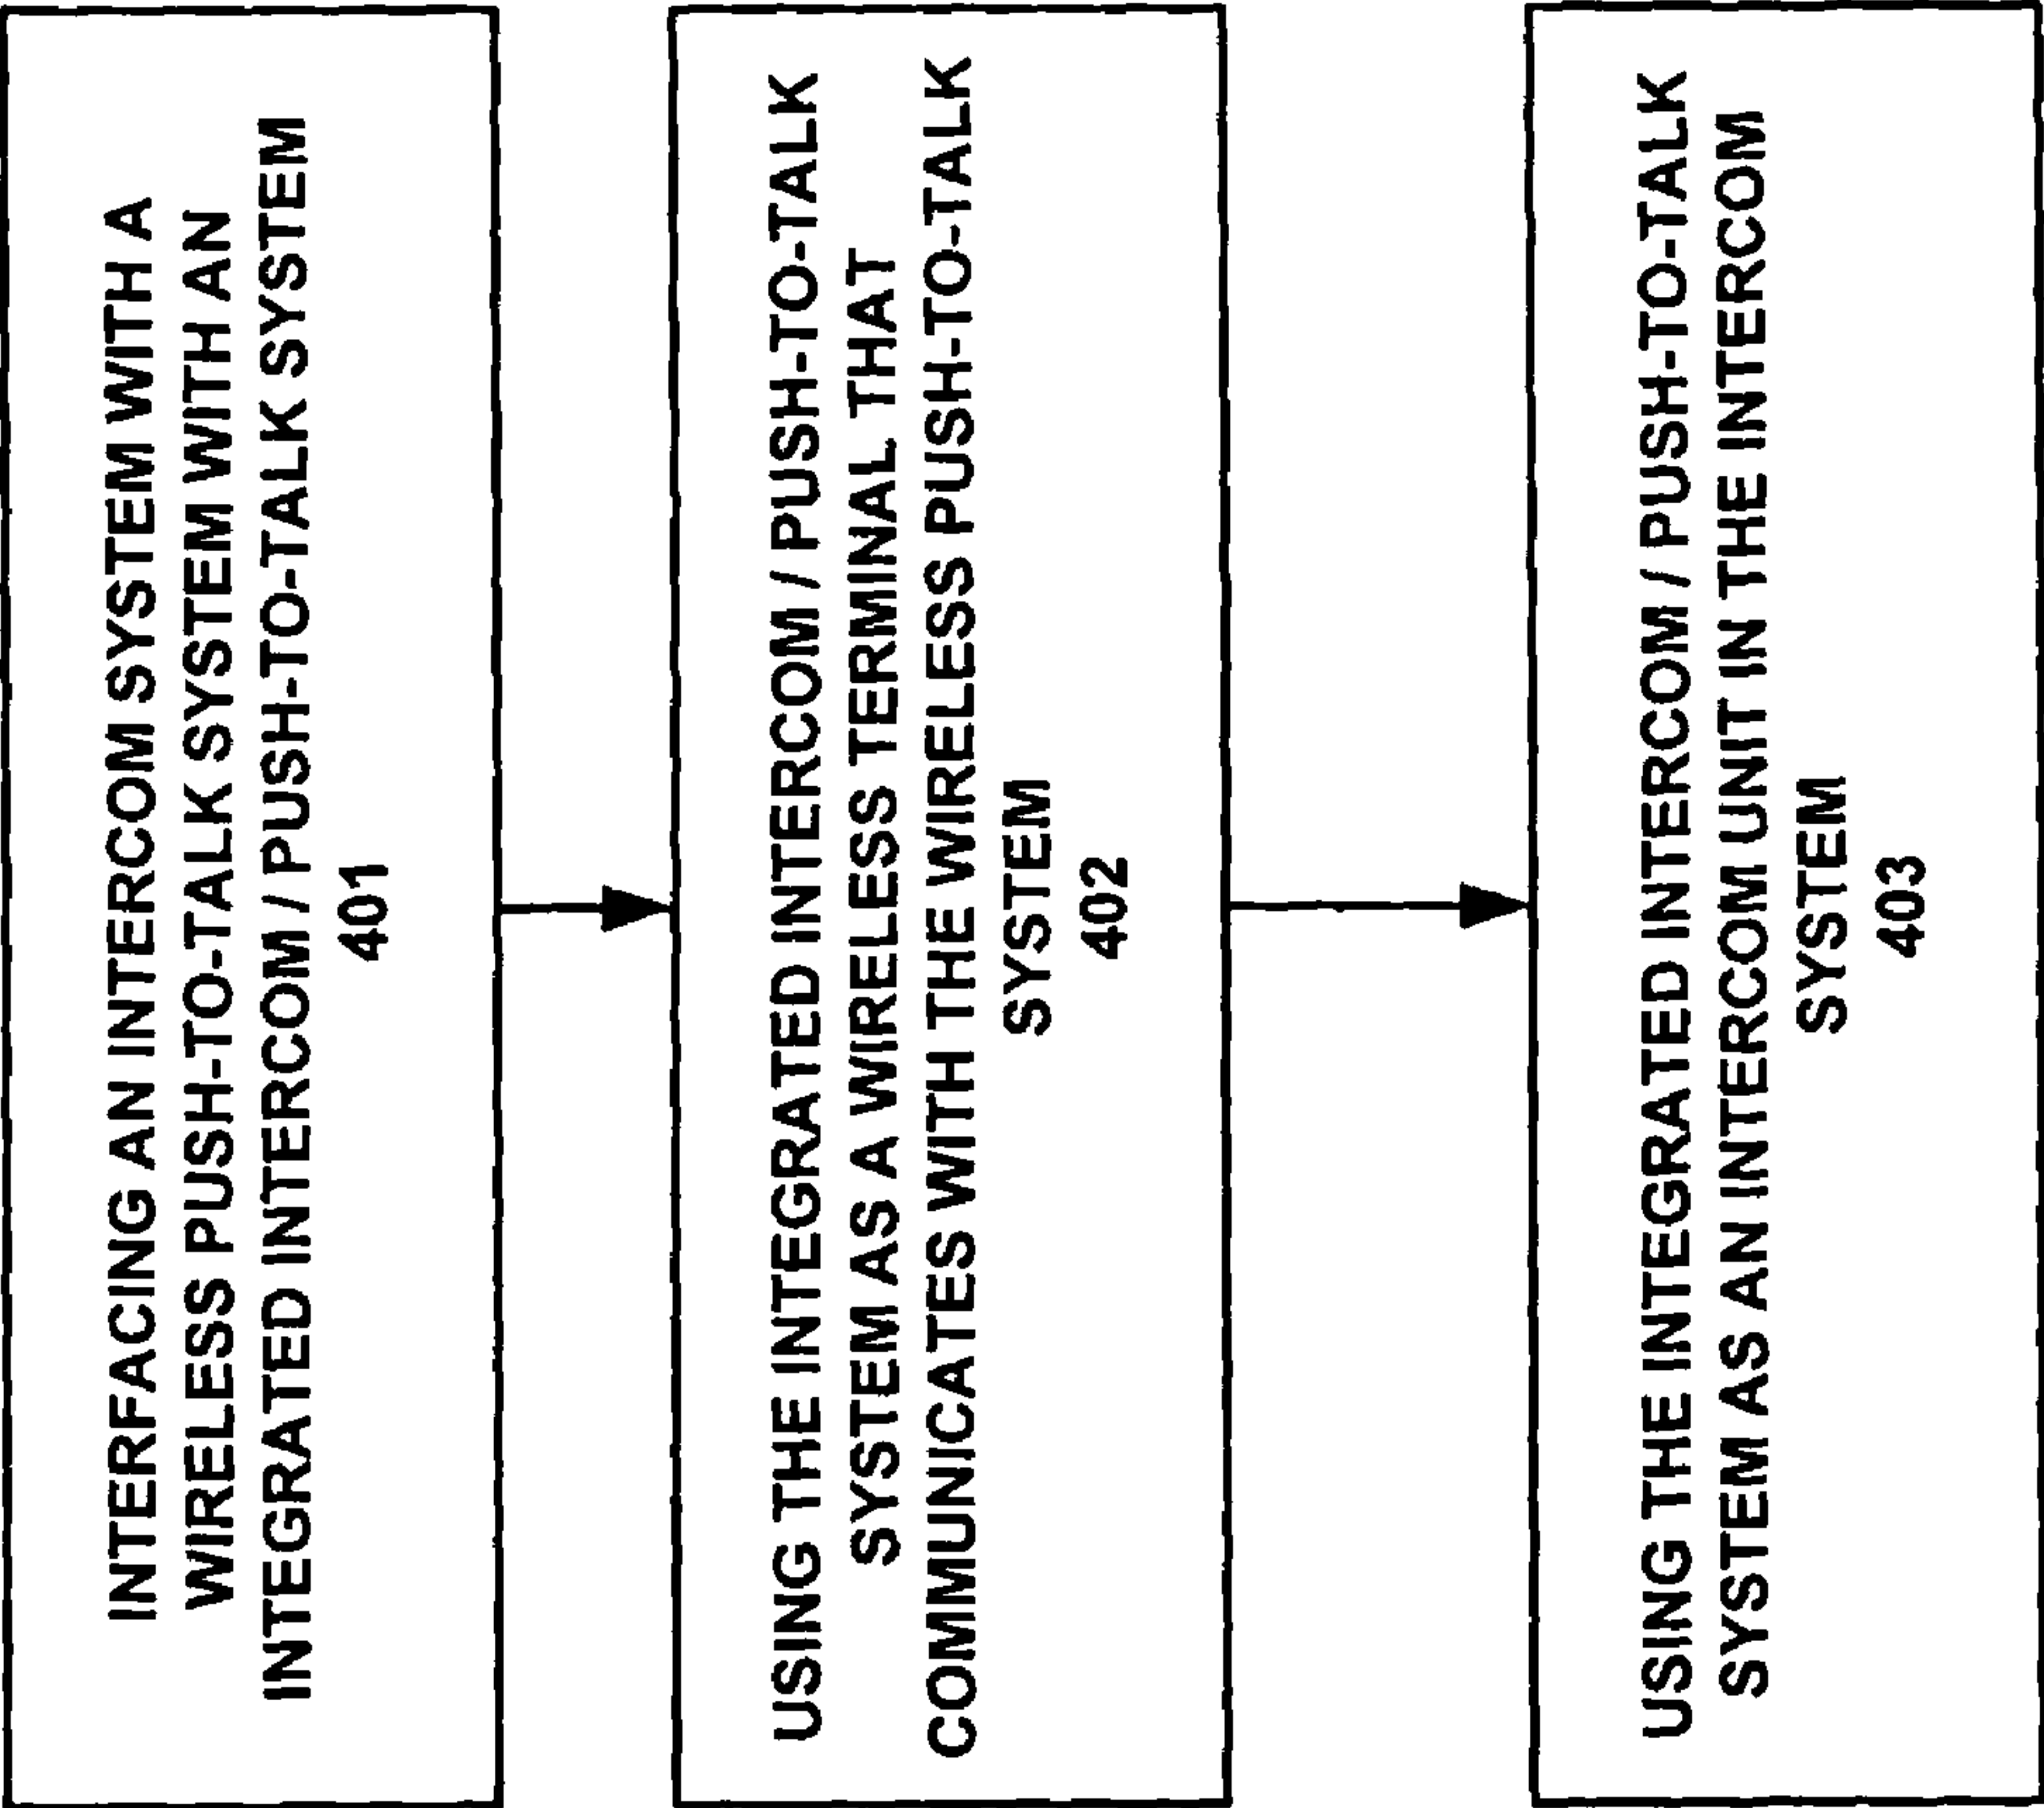 INTERFACING AN INTERCOM SYSTEM WITH A
WIRELESS PUSH-TO-TALK SYSTEM WITH AN
INTEGRATED INTERCOM / PUSH-TO-TALK SYSTEM
401
USING THE INTEGRATED INTERCOM / PUSH-TO-TALK
SYSTEM AS A WIRELESS TERMINAL THAT
COMMUNICATES WITH THE WIRELESS PUSH-TO-TALK
SYSTEM
402
USING THE INTEGRATED INTERCOM / PUSH-TO-TALK
SYSTEM AS AN INTERCOM UNIT IN THE INTERCOM
SYSTEM
403